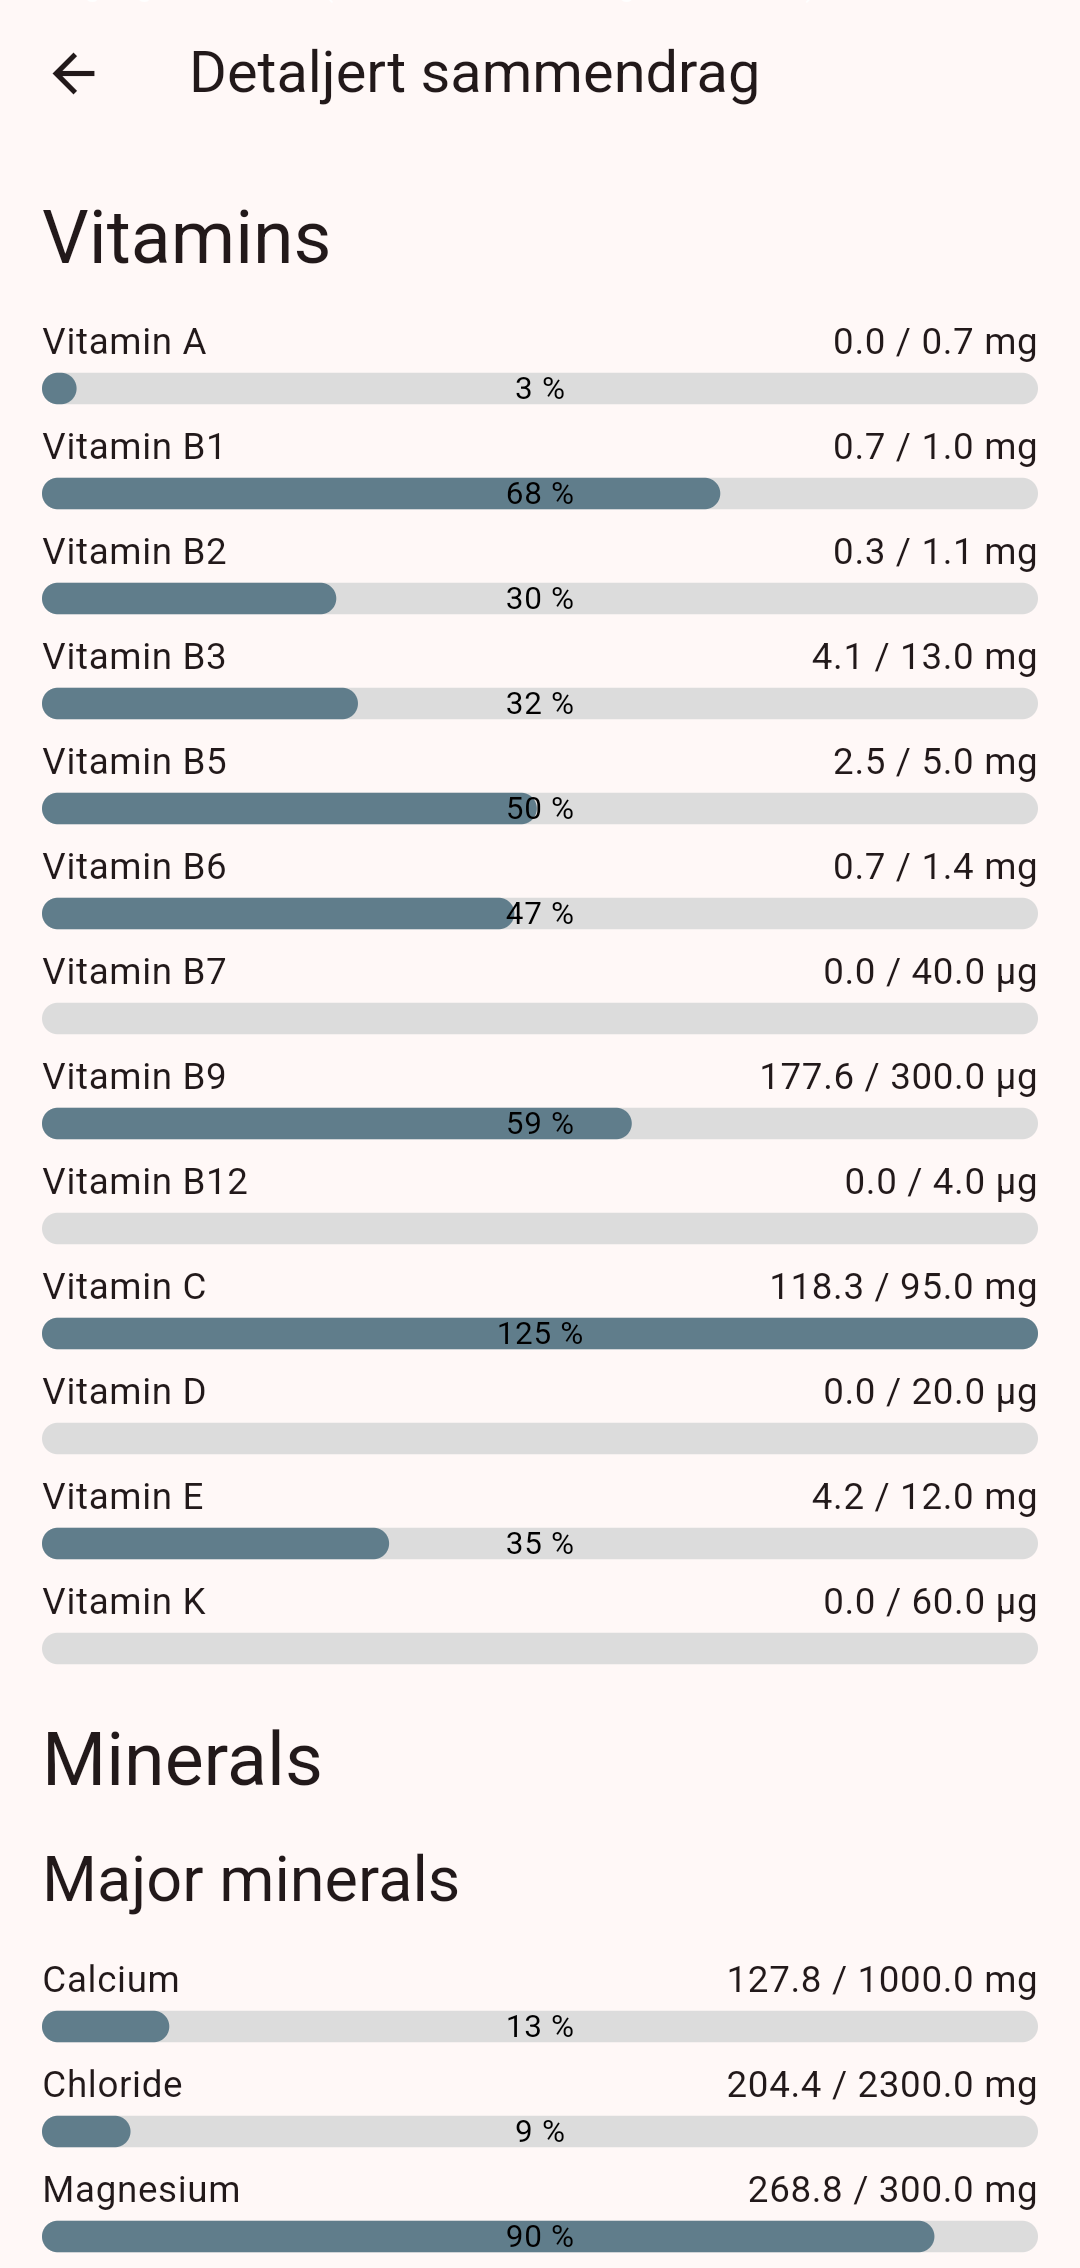 Detaljert sammendrag
Vitamins
Vitamin A 0.0 / 0.7 mg
3 %
Vitamin B1 0.7 / 1.0 mg
68 %
Vitamin B2 0.3 / 1.1 mg
30 %
Vitamin B3 4.1 / 13.0 mg
32 %
Vitamin B5 2.5 / 5.0 mg
50 %
Vitamin B6 0.7 / 1.4 mg
47 %
Vitamin B7 0.0 / 40.0 µg
Vitamin B9 177.6 / 300.0 µg
59 %
Vitamin B12 0.0 / 4.0 µg
Vitamin C 118.3 / 95.0 mg
125 %
Vitamin D 0.0 / 20.0 µg
Vitamin E 4.2 / 12.0 mg
35 %
Vitamin K 0.0 / 60.0 µg
Minerals
Major minerals
Calcium 127.8 / 1000.0 mg
13 %
Chloride 204.4 / 2300.0 mg
9 %
Magnesium 268.8 / 300.0 mg
90 %